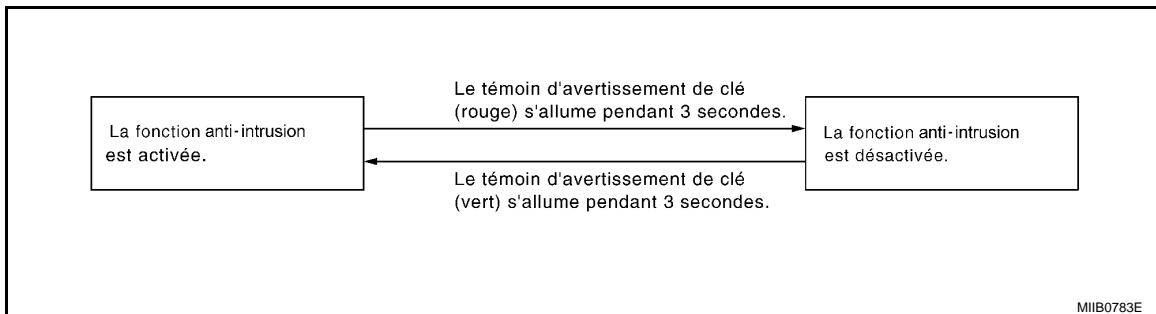 Le témoin d'avertissement de clé
(rouge) s'allume pendant 3 secondes.
La fonction anti-intrusion
est activée.
La fonction anti-intrusion
est désactivée.
Le témoin d'avertissement de clé
(vert) s'allume pendant 3 secondes.
MIIB0783E